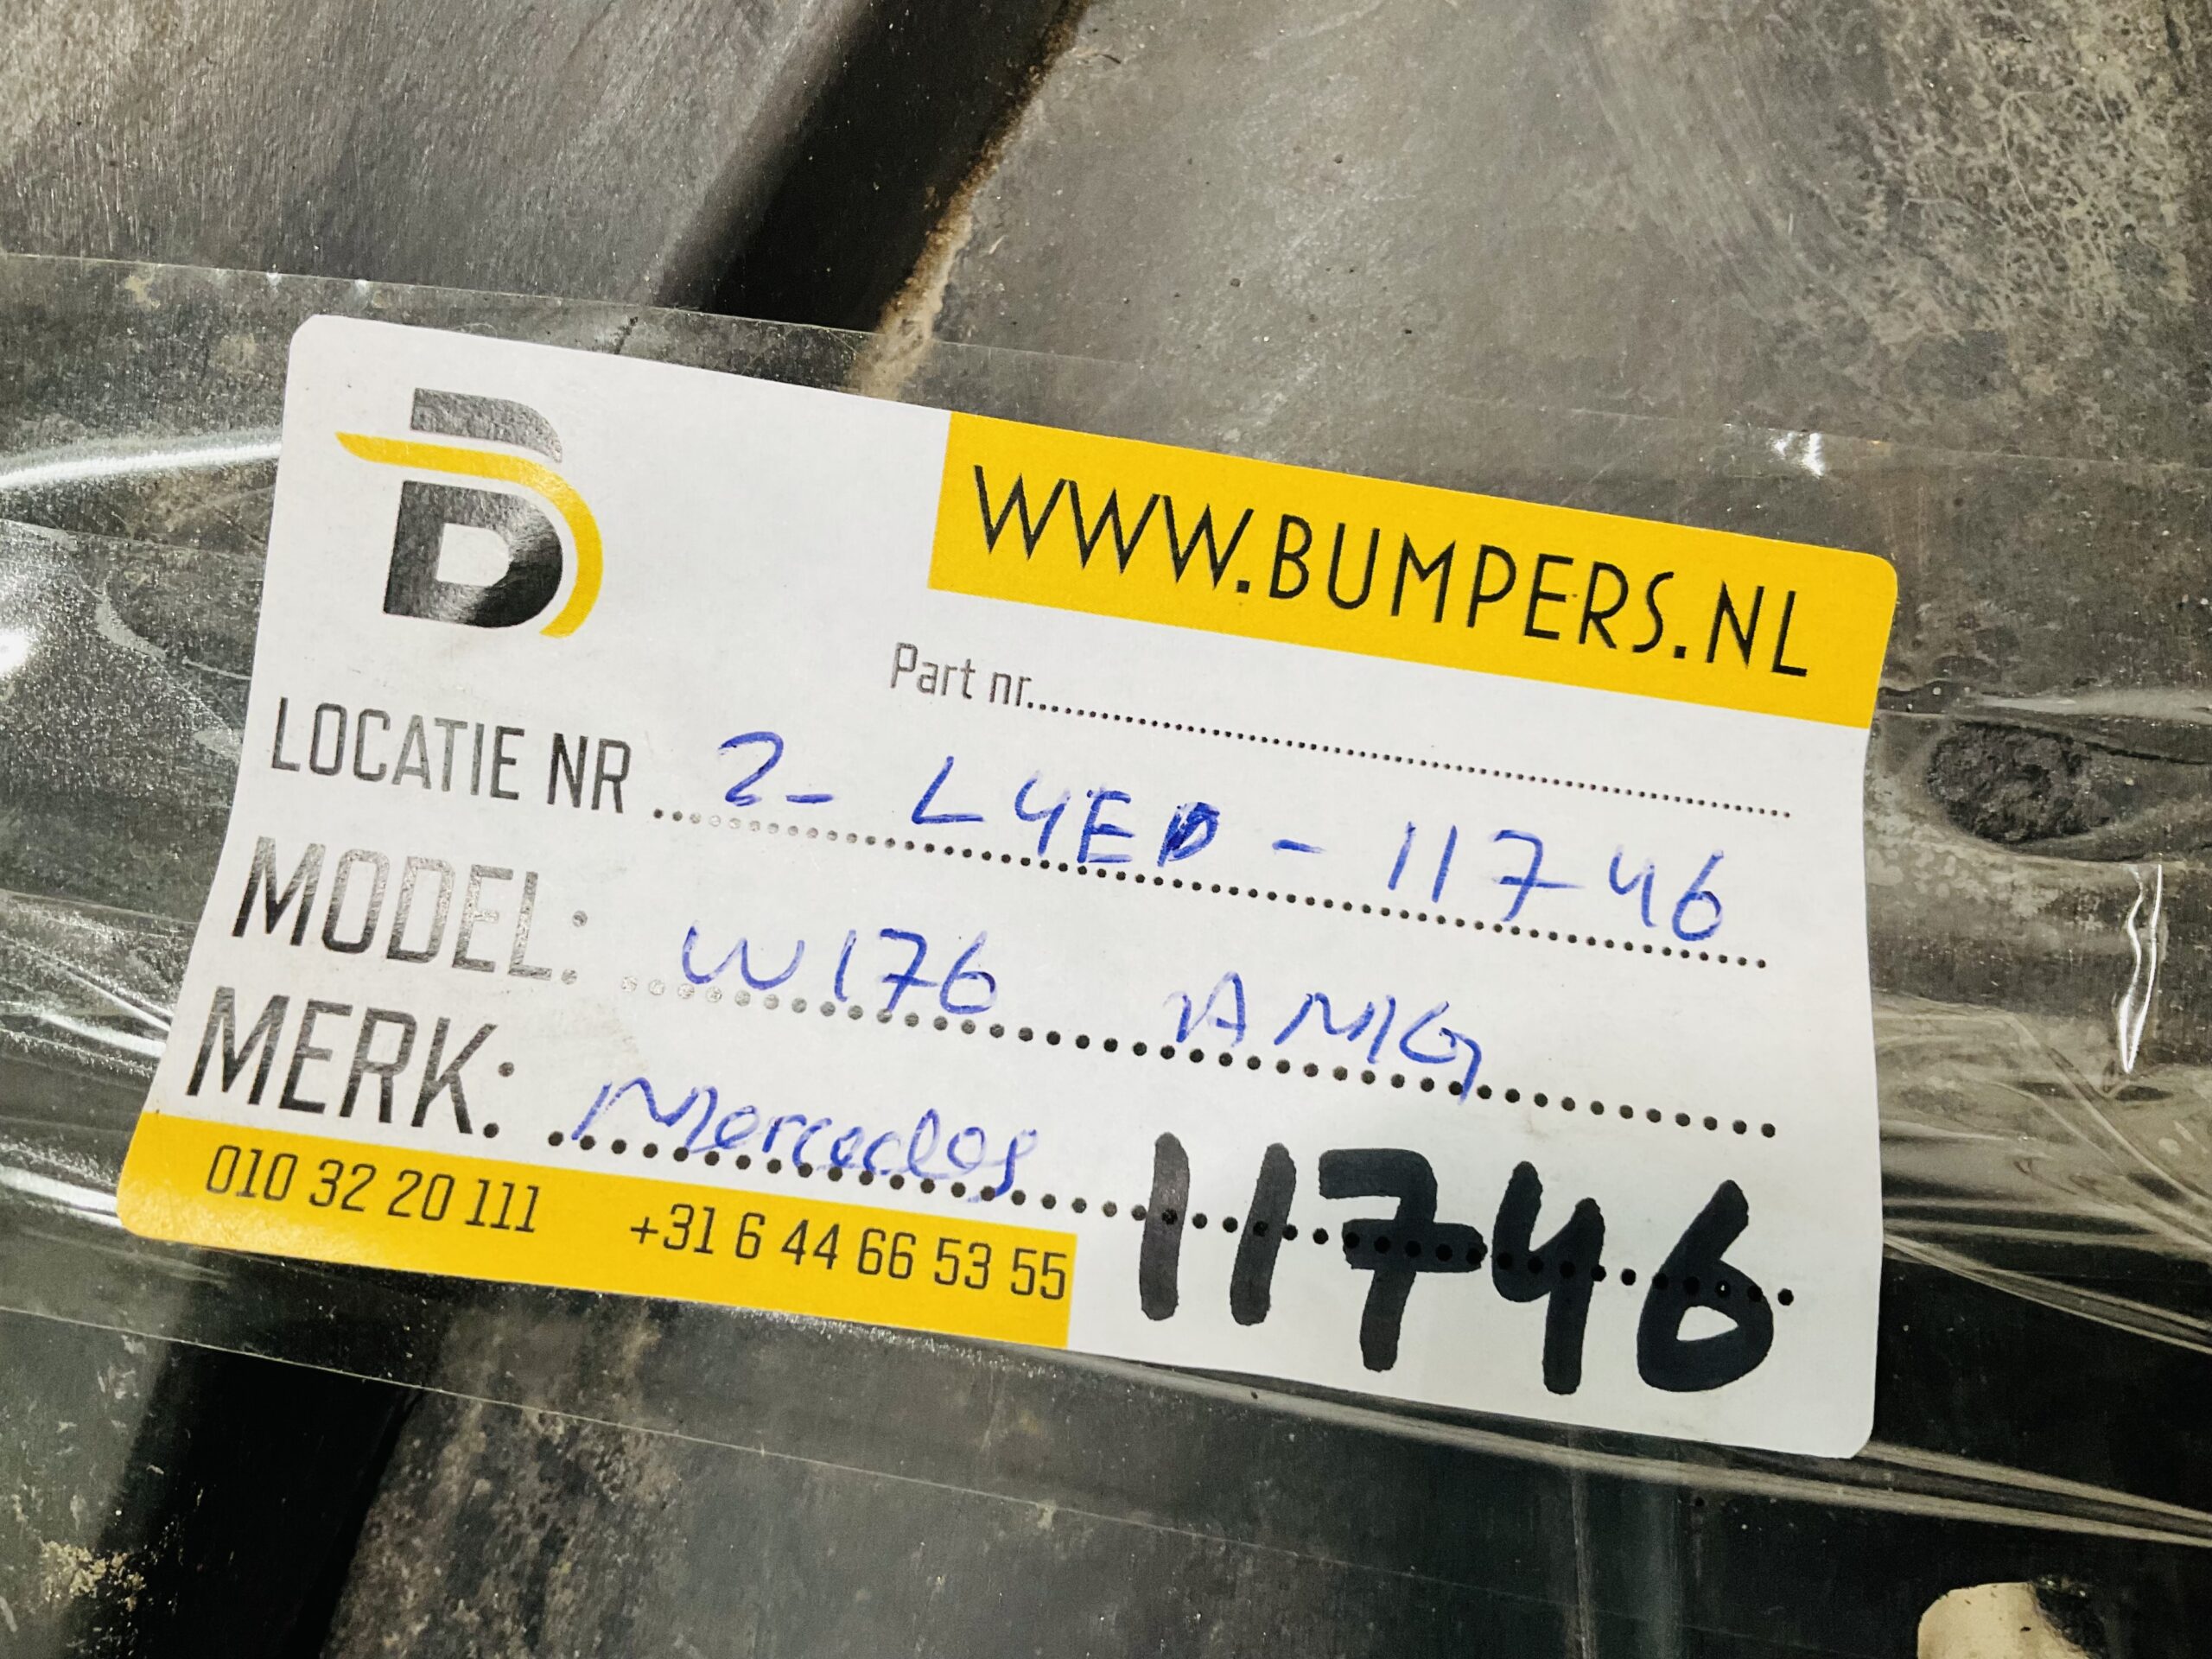 WWW.BUMPERS.NL
Part nr.
LOCATIE NR 2- L4ED - 11746
MODEL: W176 AMG
MERK: Mercedes
11746
010 32 20 111 +31 6 44 66 53 55